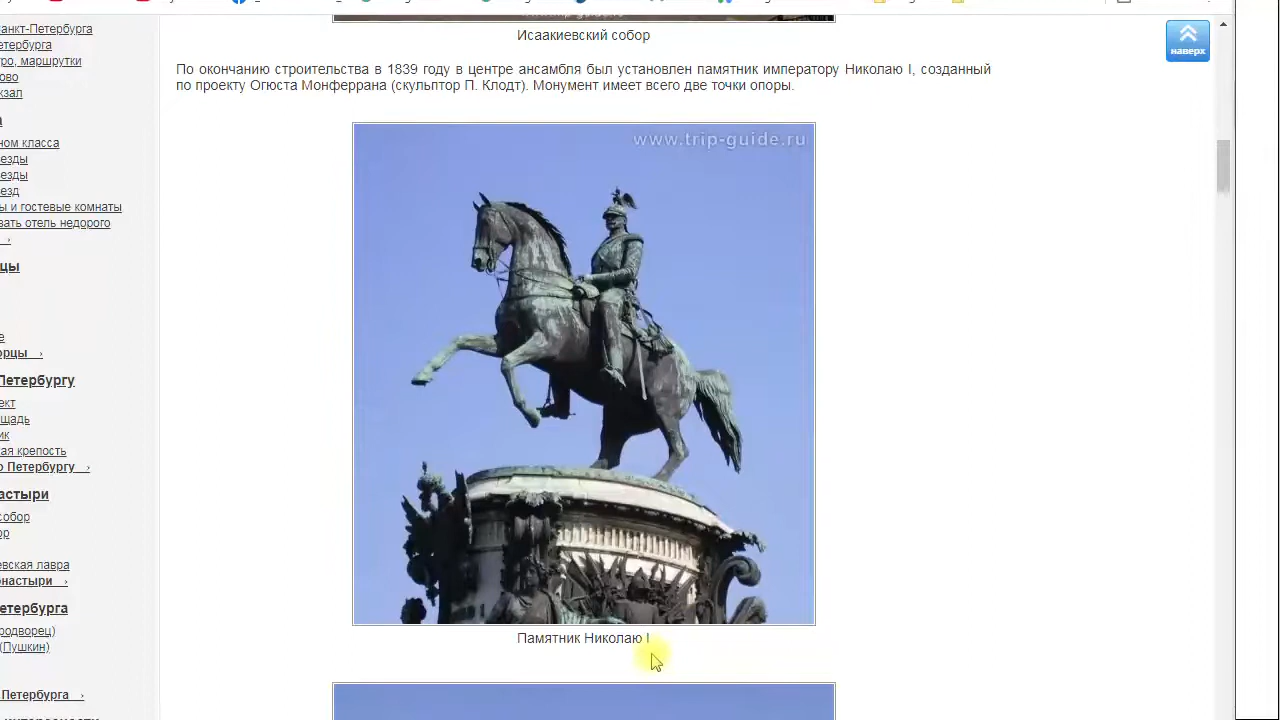 анкт-Петербурга
етербурга
ро, маршрутки
ово
кзал
а
ном класса
езды
езды
езд
ы и гостевые комнаты
вать отель недорого
›
цы
е
орцы ›
Петербургу
ект
ощадь
ик
ая крепость
о Петербургу ›
астыри
собор
ор
евская лавра
настыри ›
етербурга
родворец)
(Пушкин)
Петербурга ›
Исаакиевский собор
наверх
По окончанию строительства в 1839 году в центре ансамбля был установлен памятник императору Николаю I, созданный
по проекту Огюста Монферрана (скульптор П. Клодт). Монумент имеет всего две точки опоры.
www.trip-guide.ru
Памятник Николаю I